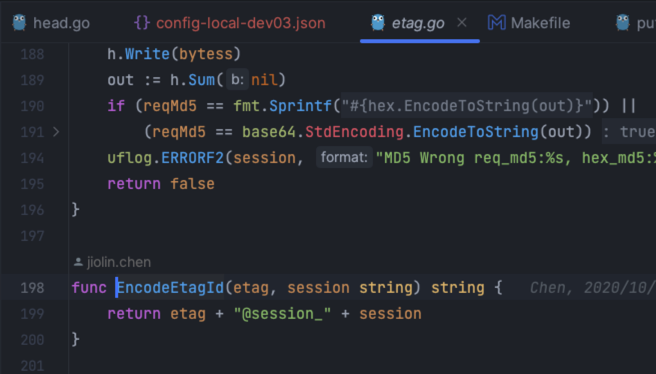 head.go {} config-local-dev03.json etag.go × Makefile pu
188 h.Write(bytess)
189 out := h.Sum( b: nil)
190 if (reqMd5 == fmt.Sprintf("#{hex.EncodeToString(out)}")) ||
191 > (reqMd5 == base64.StdEncoding.EncodeToString(out)) : true
194 uflog.ERRORF2(session, format: "MD5 Wrong req_md5:%s, hex_md5:%
195 return false
196 }
197
jiolin.chen
198 func EncodeEtagId(etag, session string) string { Chen, 2020/10/
199 return etag + "@session_" + session
200 }
201